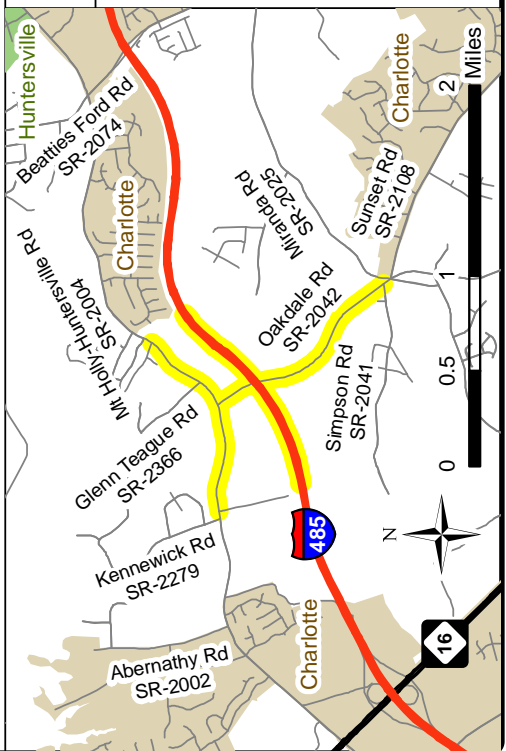 Huntersville
Beatties Ford Rd
SR-2074
Charlotte
Charlotte
Mt Holly-Huntersville Rd
SR-2004
Miranda Rd
SR-2025
Sunset Rd
SR-2108
Oakdale Rd
SR-2042
Simpson Rd
SR-2041
Glenn Teague Rd
SR-2366
Kennewick Rd
SR-2279
Abernathy Rd
SR-2002
Charlotte
485
16
N
0 0.5 1 2
Miles